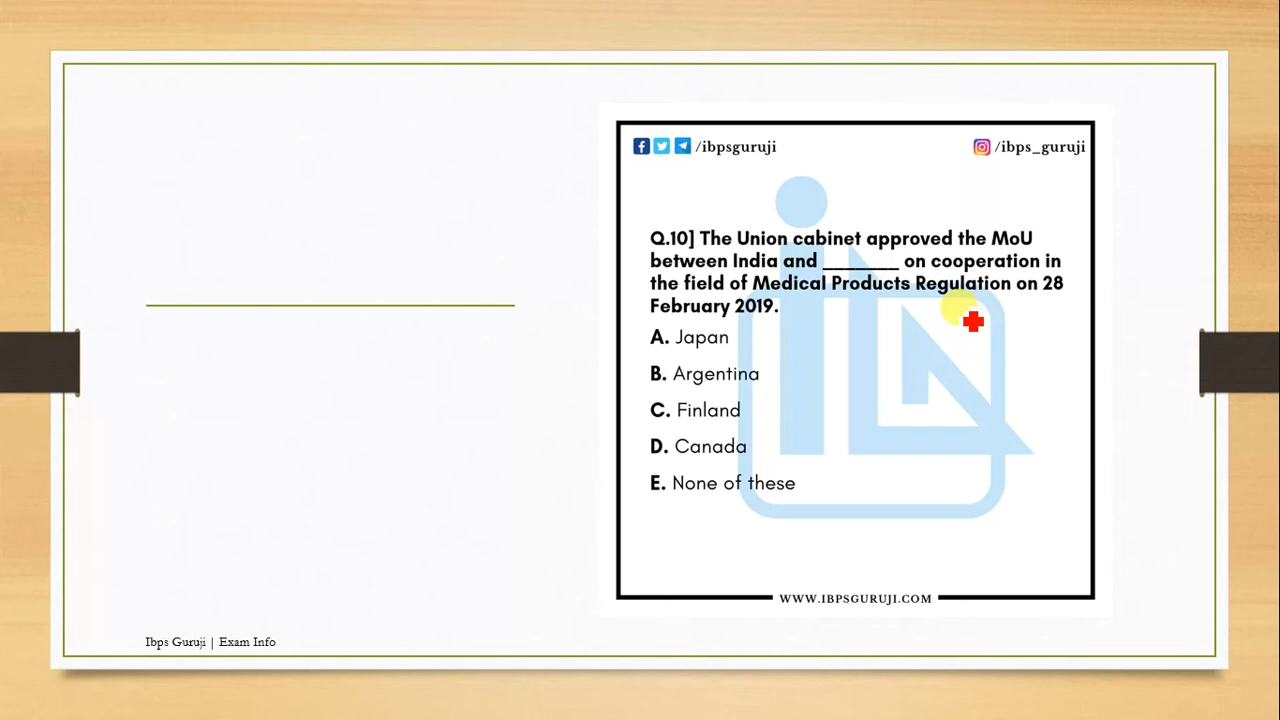 /ibpsguruji
/ibps_guruji
Q.10] The Union cabinet approved the MoU
between India and _______ on cooperation in
the field of Medical Products Regulation on 28
February 2019.
A. Japan
B. Argentina
C. Finland
D. Canada
E. None of these
WWW.IBPSGURUJI.COM
Ibps Guruji | Exam Info